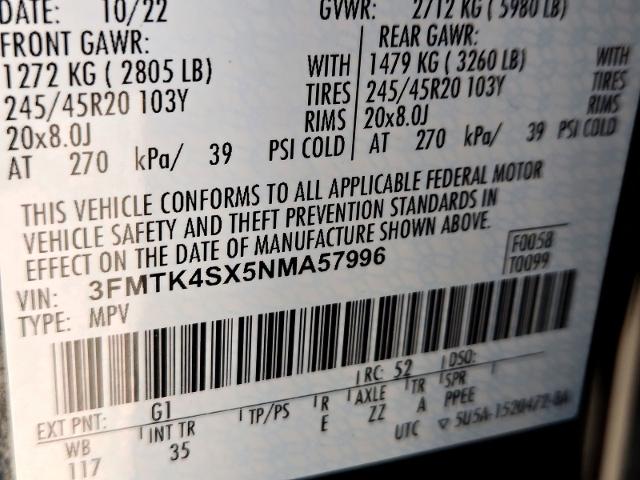 DATE: 10/22 GVWR: 2712 KG ( 5980 LB)
FRONT GAWR: REAR GAWR:
1272 KG ( 2805 LB) WITH 1479 KG ( 3260 LB) WITH
245/45R20 103Y TIRES 245/45R20 103Y TIRES
20x8.0J RIMS 20x8.0J RIMS
AT 270 kPa/ 39 PSI COLD AT 270 kPa/ 39 PSI COLD
THIS VEHICLE CONFORMS TO ALL APPLICABLE FEDERAL MOTOR
VEHICLE SAFETY AND THEFT PREVENTION STANDARDS IN
EFFECT ON THE DATE OF MANUFACTURE SHOWN ABOVE.
VIN: 3FMTK4SX5NMA57996 F0058
TYPE: MPV T0099
EXT PNT: G1 RC: 52 DSO:
WB INT TR TP/PS R AXLE TR SPR
117 35 E ZZ A PPEE
UTC